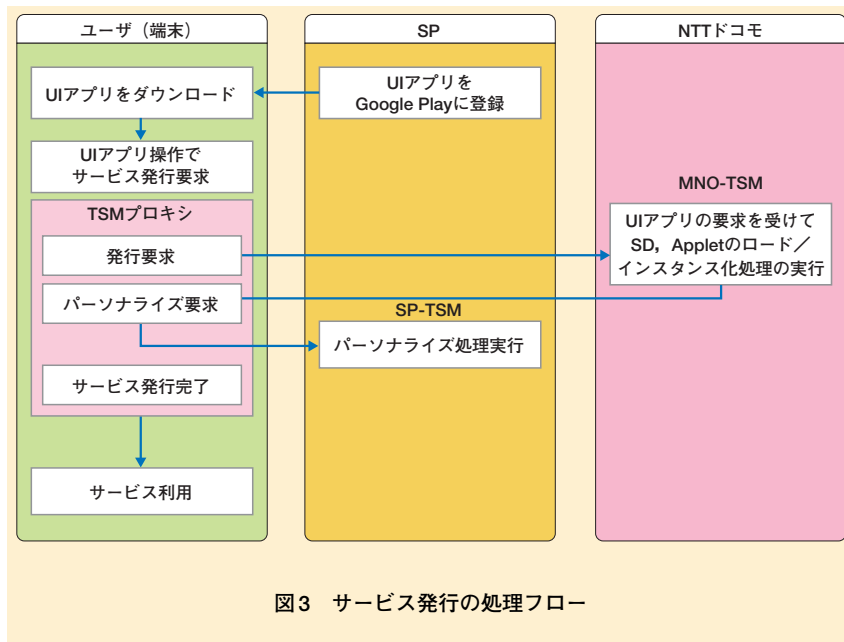 ユーザ（端末）
SP
NTTドコモ
UIアプリをダウンロード
UIアプリを
Google Playに登録
UIアプリ操作で
サービス発行要求
MNO-TSM
TSMプロキシ
UIアプリの要求を受けて
SD，Appletのロード／
インスタンス化処理の実行
発行要求
パーソナライズ要求
SP-TSM
パーソナライズ処理実行
サービス発行完了
サービス利用
図3　サービス発行の処理フロー